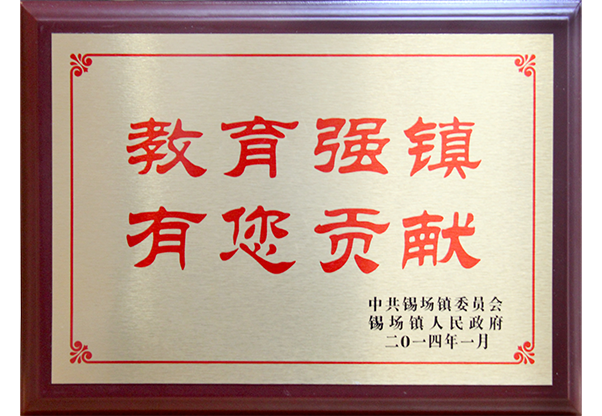 教育强镇
有您贡献
中共锡场镇委员会
锡场镇人民政府
二〇一四年一月